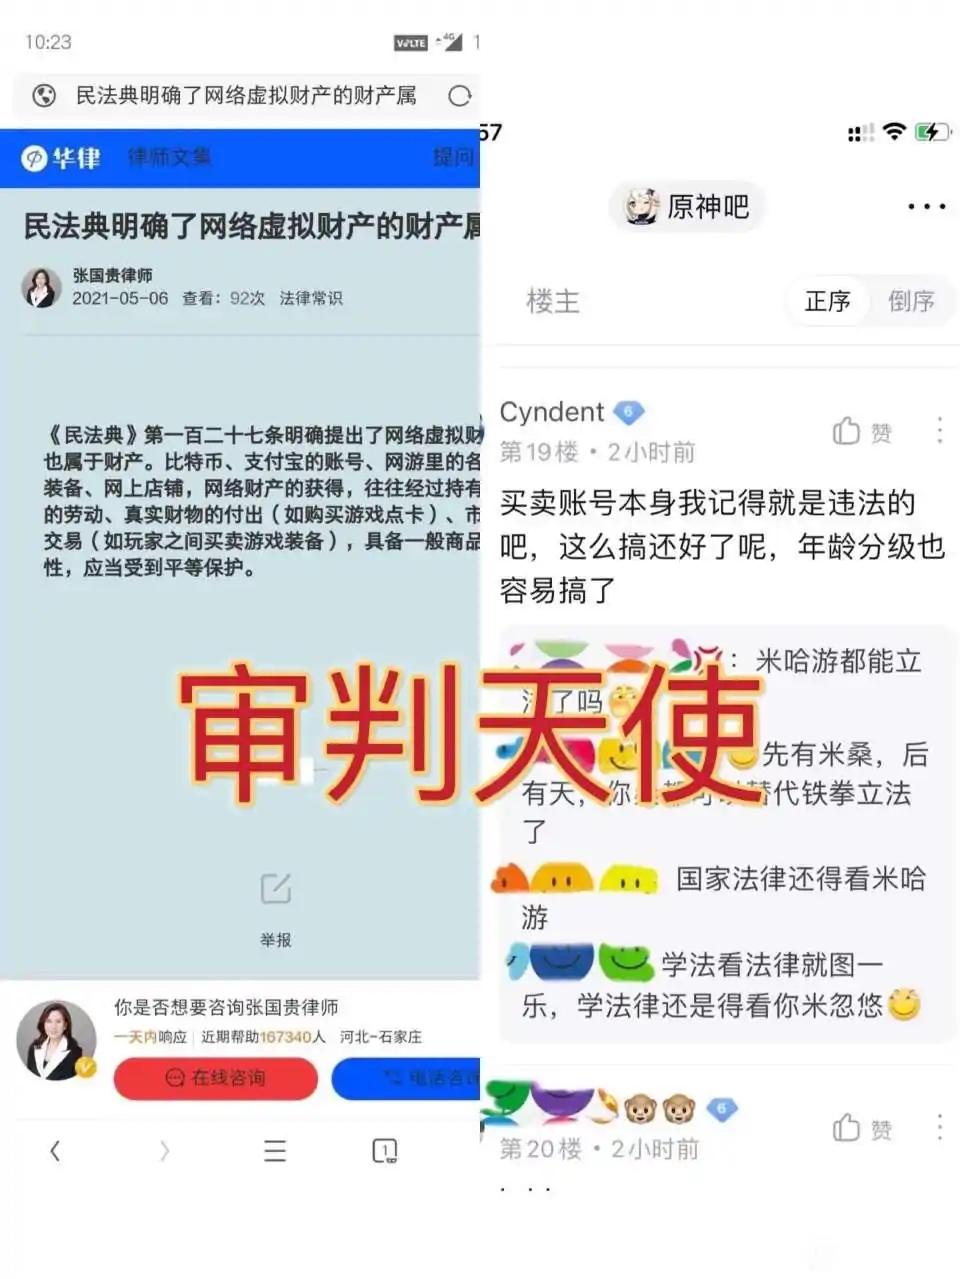 10:23
VoLTE 4G 1
民法典明确了网络虚拟财产的财产属
华律 律师文集 提问
民法典明确了网络虚拟财产的财产属
张国贵律师
2021-05-06 查看：92次 法律常识
《民法典》第一百二十七条明确提出了网络虚拟财
也属于财产。比特币、支付宝的账号、网游里的各
装备、网上店铺，网络财产的获得，往往经过持有
的劳动、真实财物的付出（如购买游戏点卡）、市
交易（如玩家之间买卖游戏装备），具备一般商品
性，应当受到平等保护。
举报
你是否想要咨询张国贵律师
一天内响应 近期帮助167340人 河北-石家庄
在线咨询 电话咨询
1
57
原神吧
楼主 正序 倒序
Cyndent 6
第19楼 · 2小时前 赞
买卖账号本身我记得就是违法的
吧，这么搞还好了呢，年龄分级也
容易搞了
：米哈游都能立
法了吗
先有米桑，后
有天，你 替代铁拳立法
了
国家法律还得看米哈
游
学法看法律就图一
乐，学法律还是得看你米忽悠
6
第20楼 · 2小时前 赞
. . .
审判天使